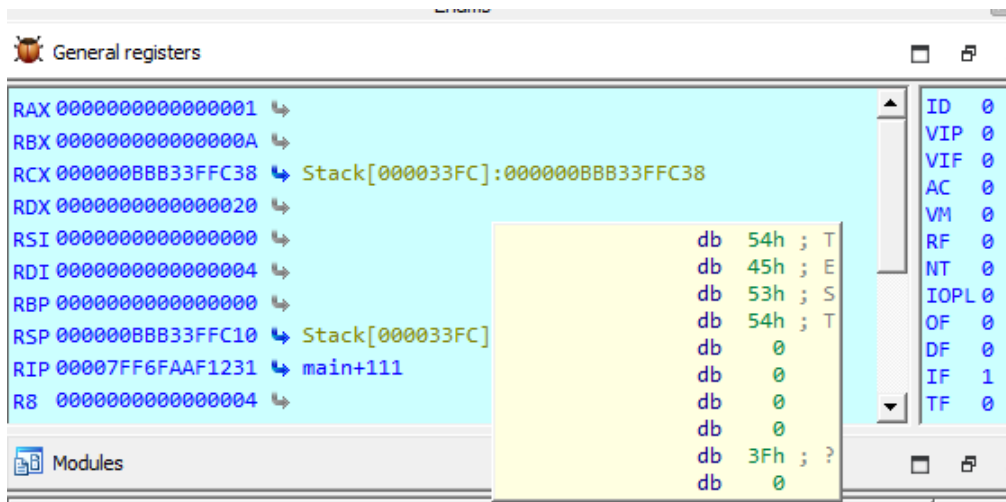 General registers
RAX 0000000000000001
RBX 000000000000000A
RCX 000000BBB33FFC38 Stack[000033FC]:000000BBB33FFC38
RDX 0000000000000020
RSI 0000000000000000
RDI 0000000000000004
RBP 0000000000000000
RSP 000000BBB33FFC10 Stack[000033FC]
RIP 00007FF6FAAF1231 main+111
R8 0000000000000004
db 54h ; T
db 45h ; E
db 53h ; S
db 54h ; T
db 0
db 0
db 0
db 0
db 3Fh ; ?
db 0
ID 0
VIP 0
VIF 0
AC 0
VM 0
RF 0
NT 0
IOPL 0
OF 0
DF 0
IF 1
TF 0
Modules